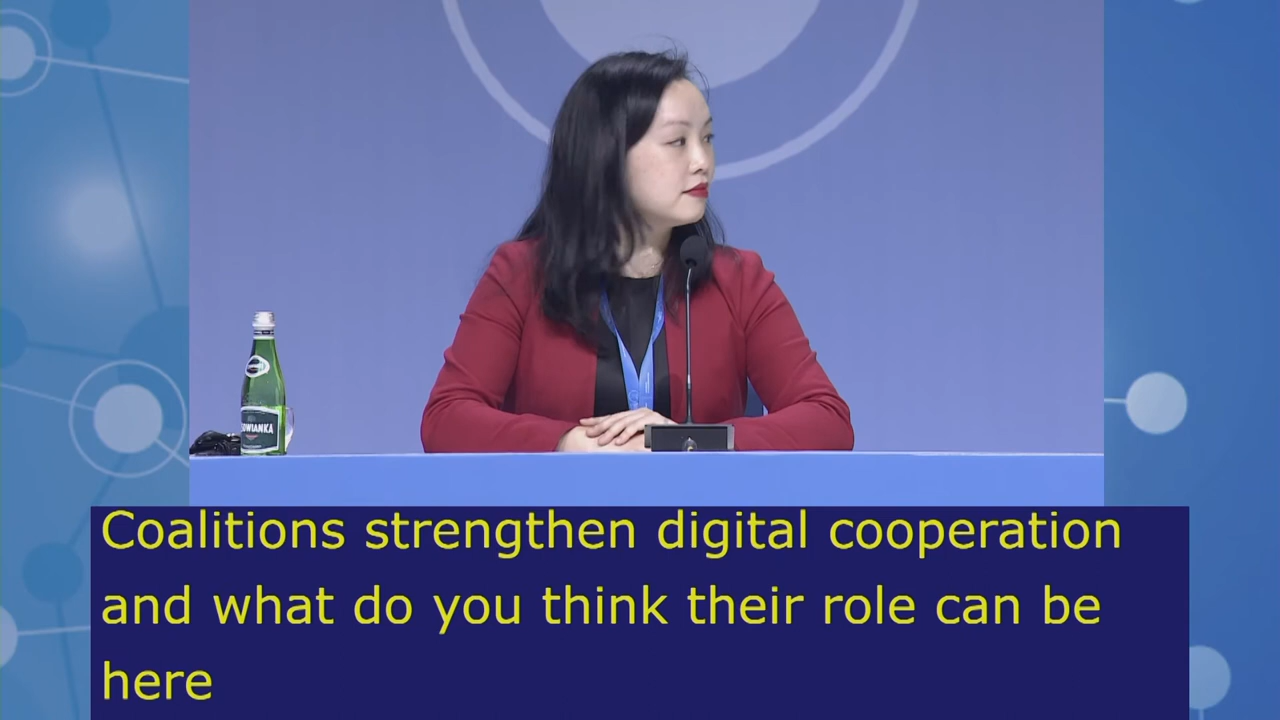 OWIANKA
Coalitions strengthen digital cooperation
and what do you think their role can be
here